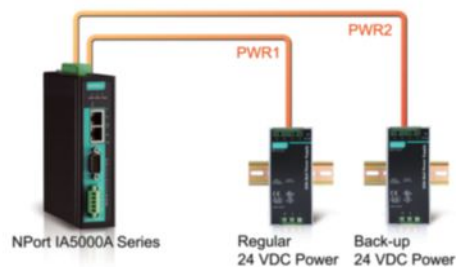 PWR2
PWR1
NPort IA5000A Series
Regular
24 VDC Power
Back-up
24 VDC Power